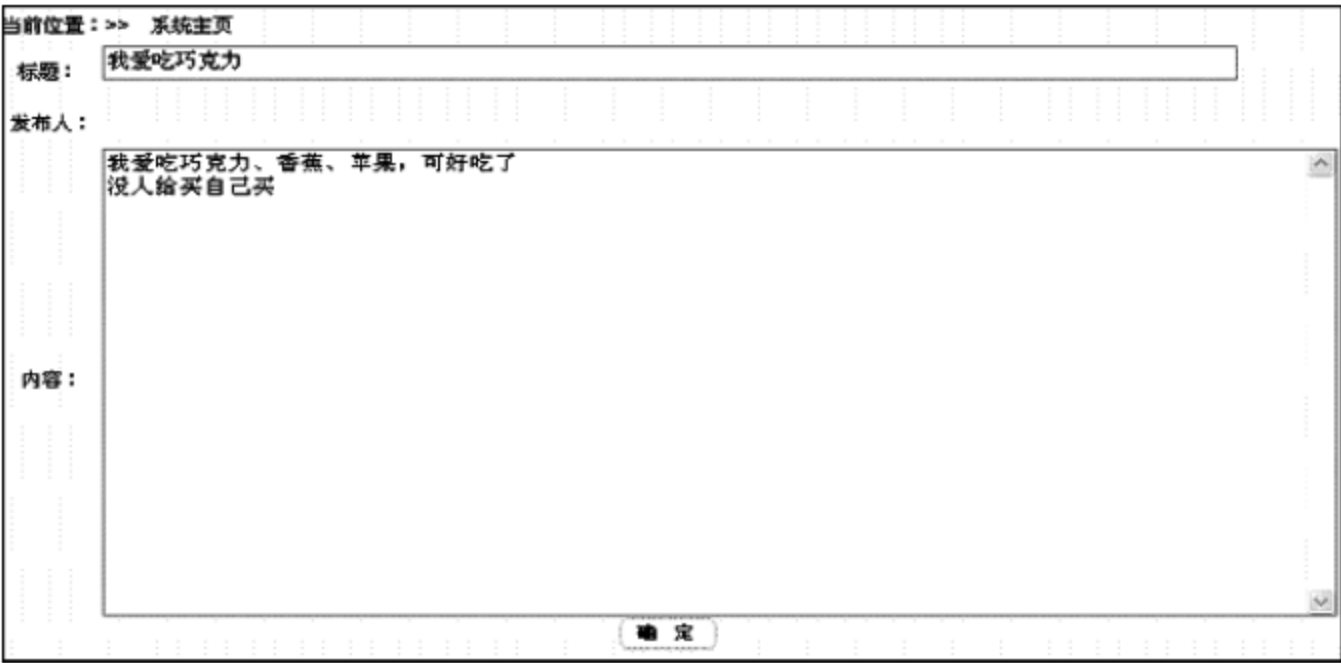 当前位置：>> 系统主页
标题： 我爱吃巧克力
发布人：
我爱吃巧克力、香蕉、苹果，可好吃了
没人给买自己买
内容：
确 定